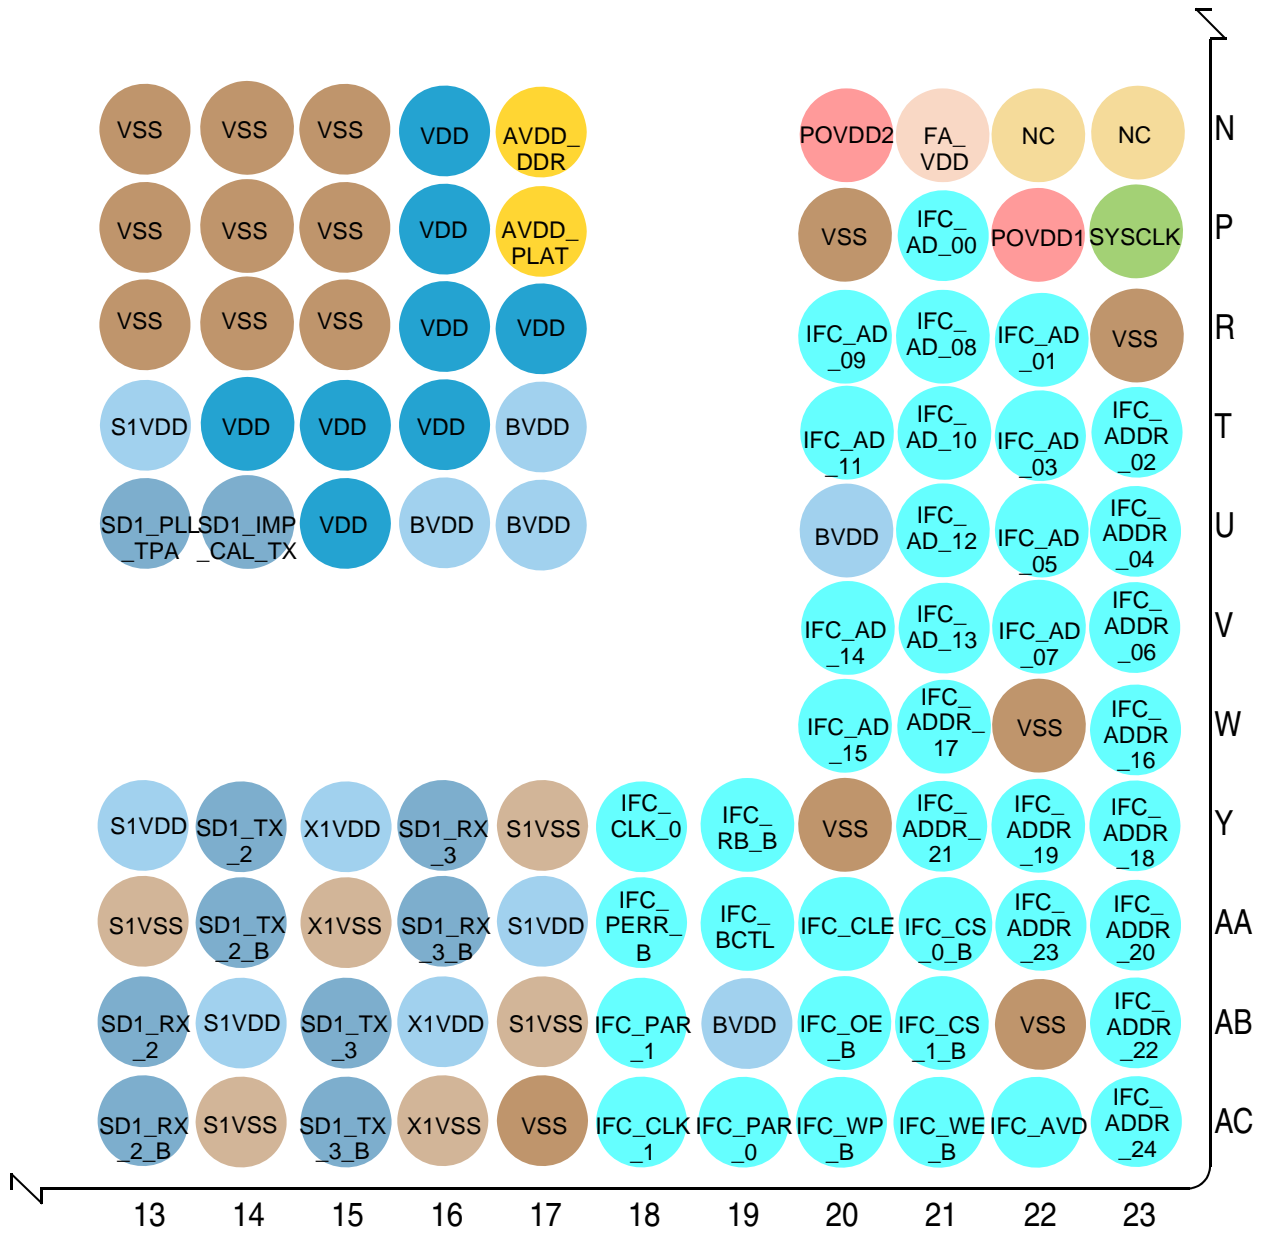 VSS VSS VSS VDD AVDD_ POVDD2 FA_ NC NC N
DDR VDD
VSS VSS VSS VDD AVDD_ VSS IFC_ POVDD1 SYSCLK P
PLAT AD_00
VSS VSS VSS VDD VDD IFC_AD IFC_ IFC_AD VSS R
_09 AD_08 _01
S1VDD VDD VDD VDD BVDD IFC_AD IFC_ IFC_AD IFC_ T
_11 AD_10 _03 ADDR
_02
SD1_PLL SD1_IMP VDD BVDD BVDD BVDD IFC_ IFC_AD IFC_ U
_TPA _CAL_TX AD_12 _05 ADDR
_04
IFC_AD IFC_ IFC_AD IFC_ V
_14 AD_13 _07 ADDR
_06
IFC_AD IFC_ VSS IFC_ W
_15 ADDR_ ADDR
17 _16
S1VDD SD1_TX X1VDD SD1_RX S1VSS IFC_ IFC_ VSS IFC_ IFC_ IFC_ Y
_2 _3 CLK_0 RB_B ADDR_ ADDR ADDR
21 _19 _18
S1VSS SD1_TX X1VSS SD1_RX S1VDD IFC_ IFC_ IFC_CLE IFC_CS IFC_ IFC_ AA
_2_B _3_B PERR_ BCTL _0_B ADDR ADDR
B _23 _20
SD1_RX S1VDD SD1_TX X1VDD S1VSS IFC_PAR BVDD IFC_OE IFC_CS VSS IFC_ AB
_2 _3 _1 _B _1_B ADDR
_22
SD1_RX S1VSS SD1_TX X1VSS VSS IFC_CLK IFC_PAR IFC_WP IFC_WE IFC_AVD IFC_ AC
_2_B _3_B _1 _0 _B _B ADDR
_24
13 14 15 16 17 18 19 20 21 22 23